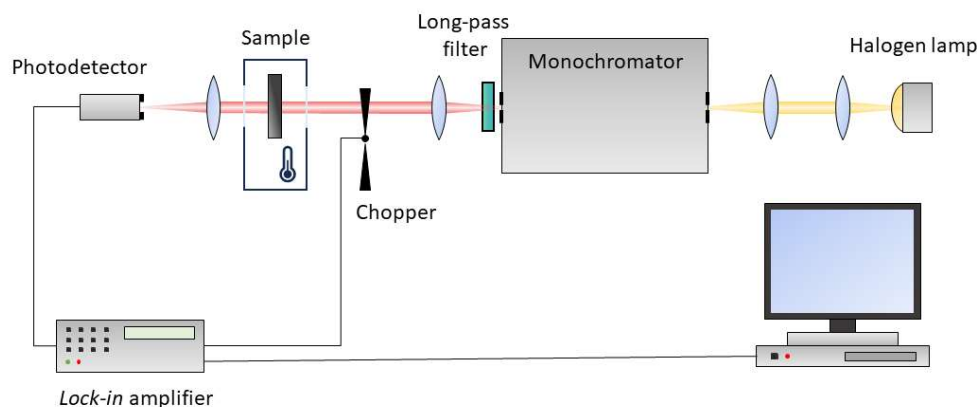 Long-pass
filter
Sample
Halogen lamp
Photodetector
Monochromator
Chopper
Lock-in amplifier